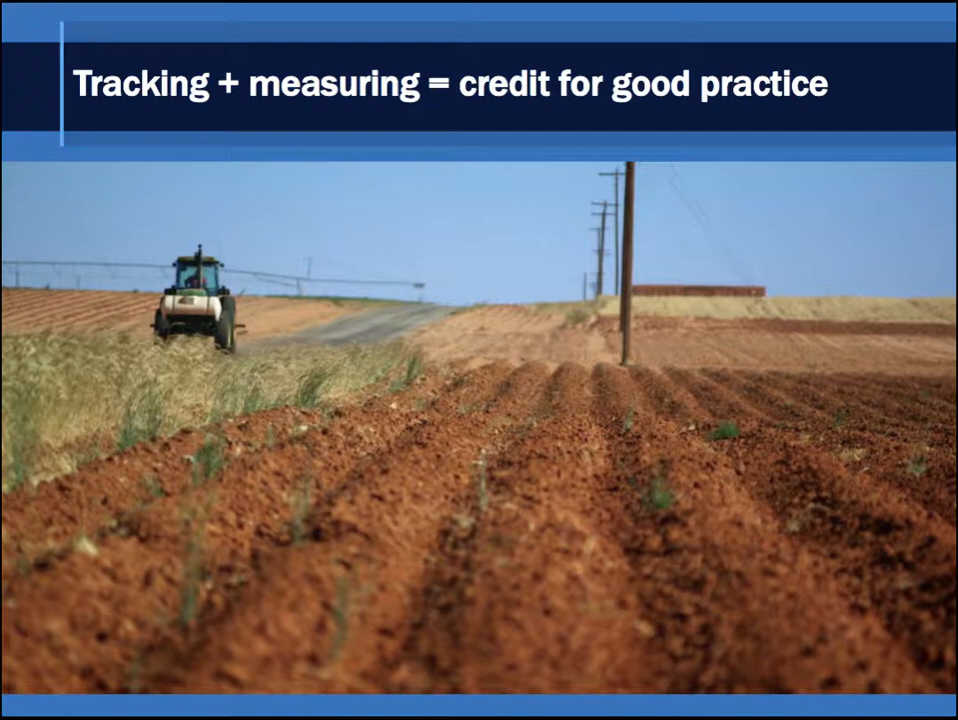 Tracking + measuring = credit for good practice